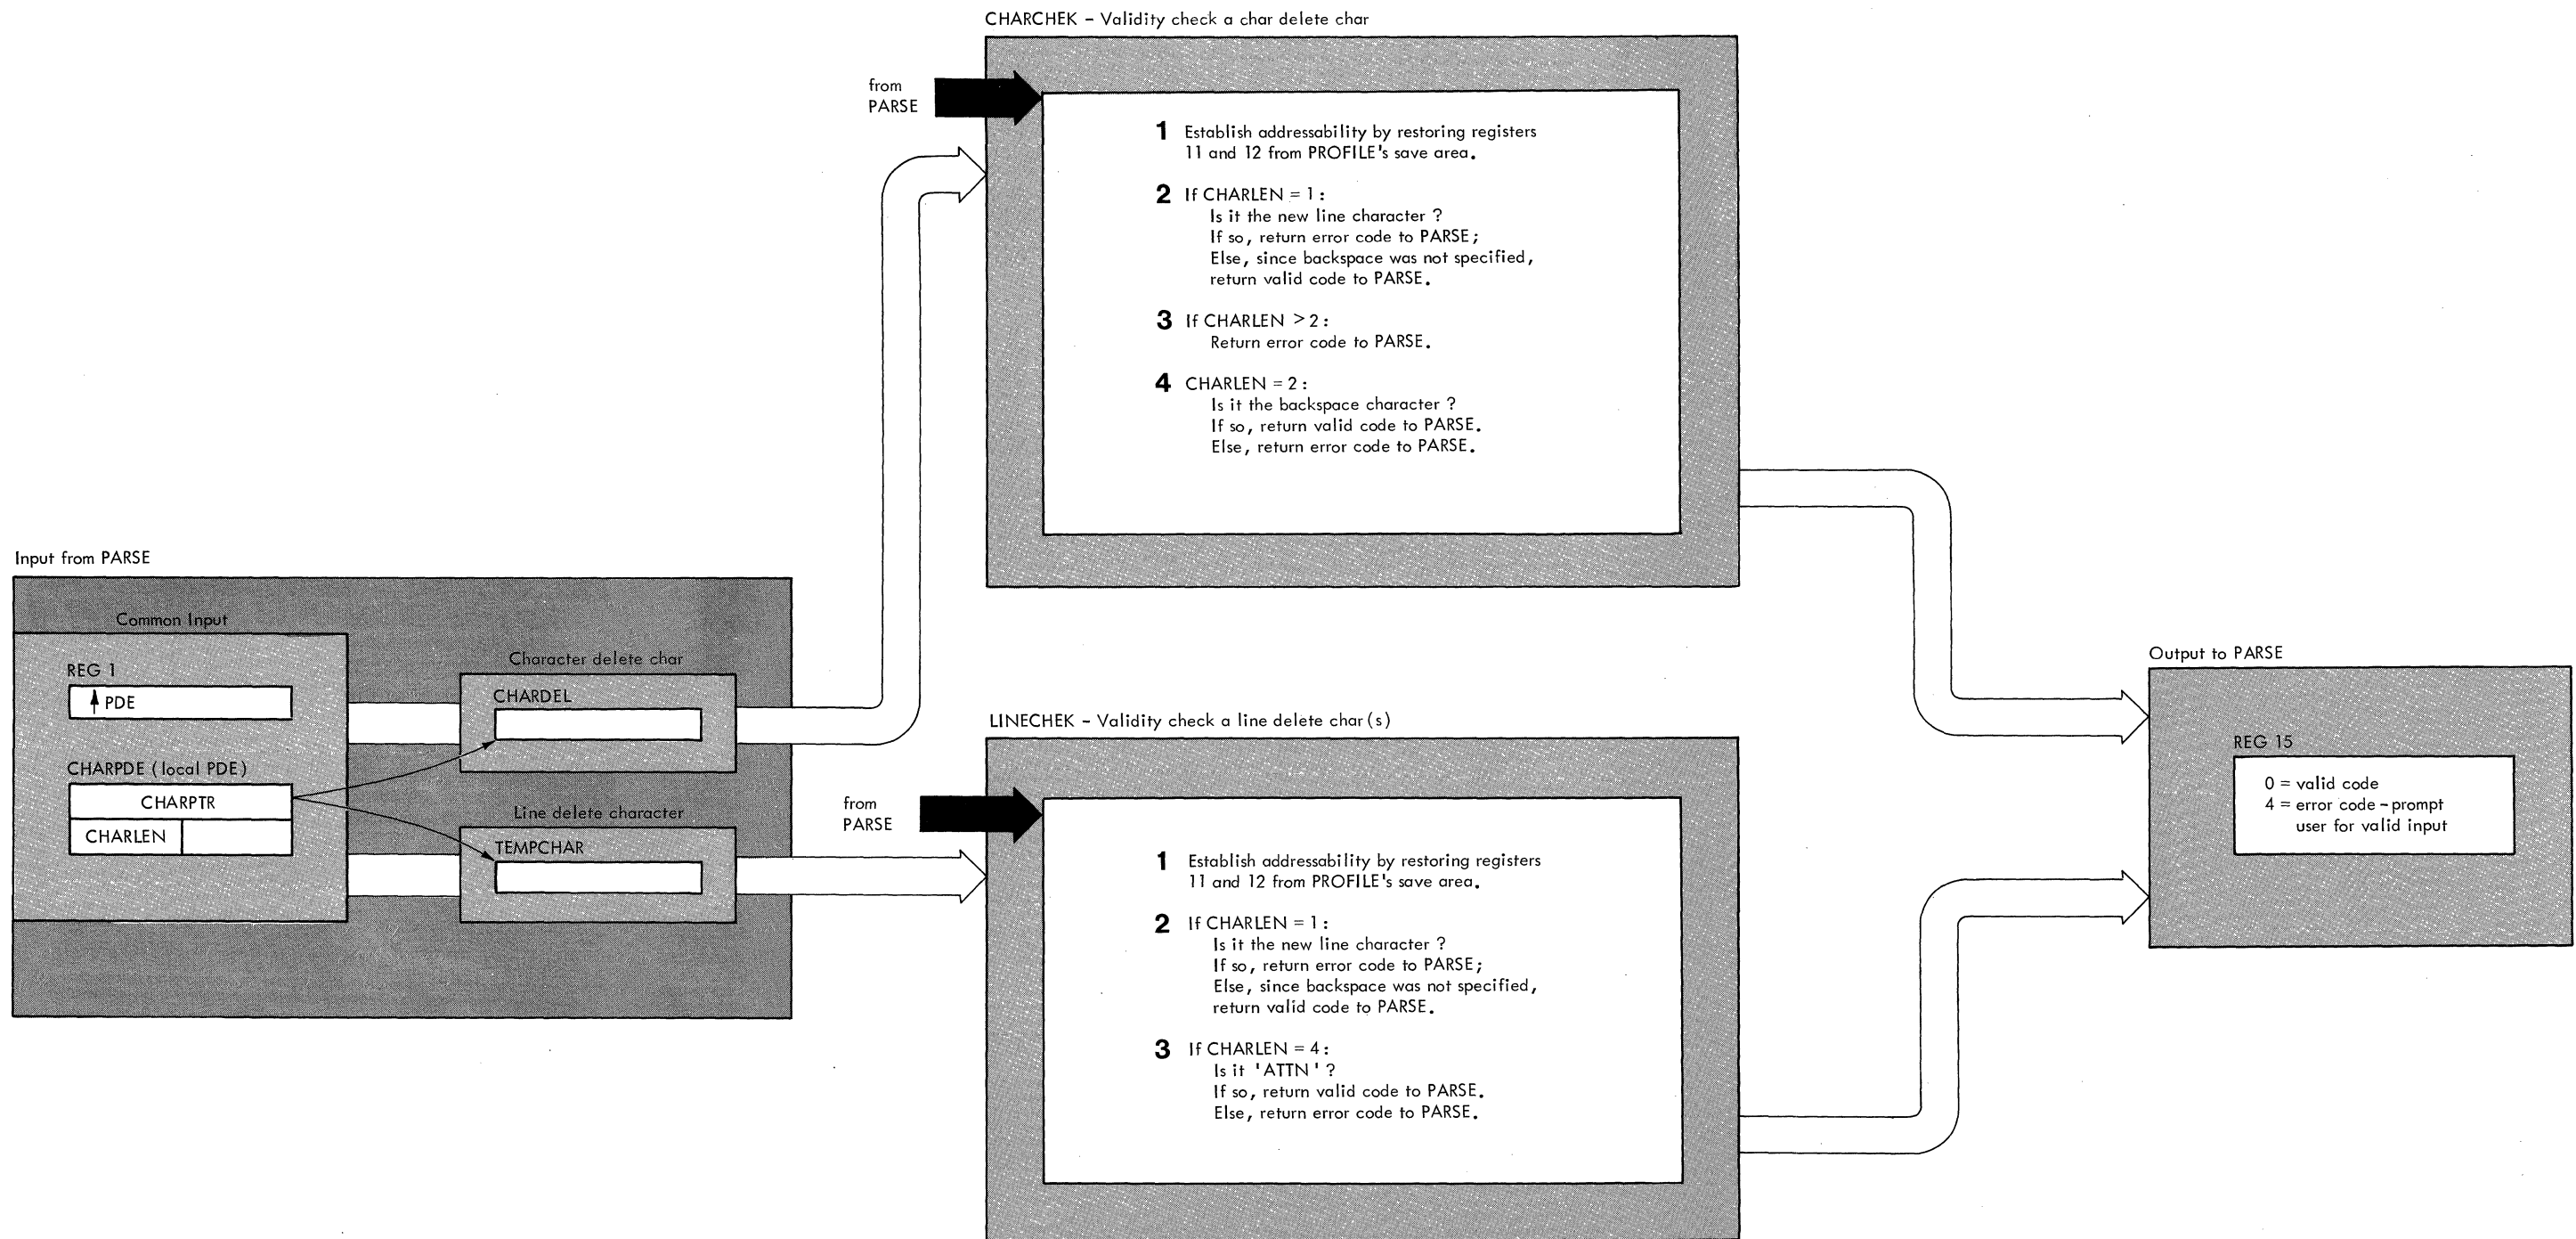 CHARCHEK - Validity check a char delete char
from
PARSE
1 Establish addressability by restoring registers
11 and 12 from PROFILE's save area.
2 If CHARLEN = 1:
Is it the new line character ?
If so, return error code to PARSE;
Else, since backspace was not specified,
return valid code to PARSE.
3 If CHARLEN > 2:
Return error code to PARSE.
4 CHARLEN = 2:
Is it the backspace character ?
If so, return valid code to PARSE.
Else, return error code to PARSE.
Input from PARSE
Common Input
REG 1
PDE
CHARPDE (local PDE)
CHARPTR
CHARLEN
Character delete char
CHARDEL
Line delete character
TEMPCHAR
LINECHEK - Validity check a line delete char(s)
from
PARSE
1 Establish addressability by restoring registers
11 and 12 from PROFILE's save area.
2 If CHARLEN = 1:
Is it the new line character ?
If so, return error code to PARSE;
Else, since backspace was not specified,
return valid code to PARSE.
3 If CHARLEN = 4:
Is it 'ATTN' ?
If so, return valid code to PARSE.
Else, return error code to PARSE.
Output to PARSE
REG 15
0 = valid code
4 = error code - prompt
user for valid input